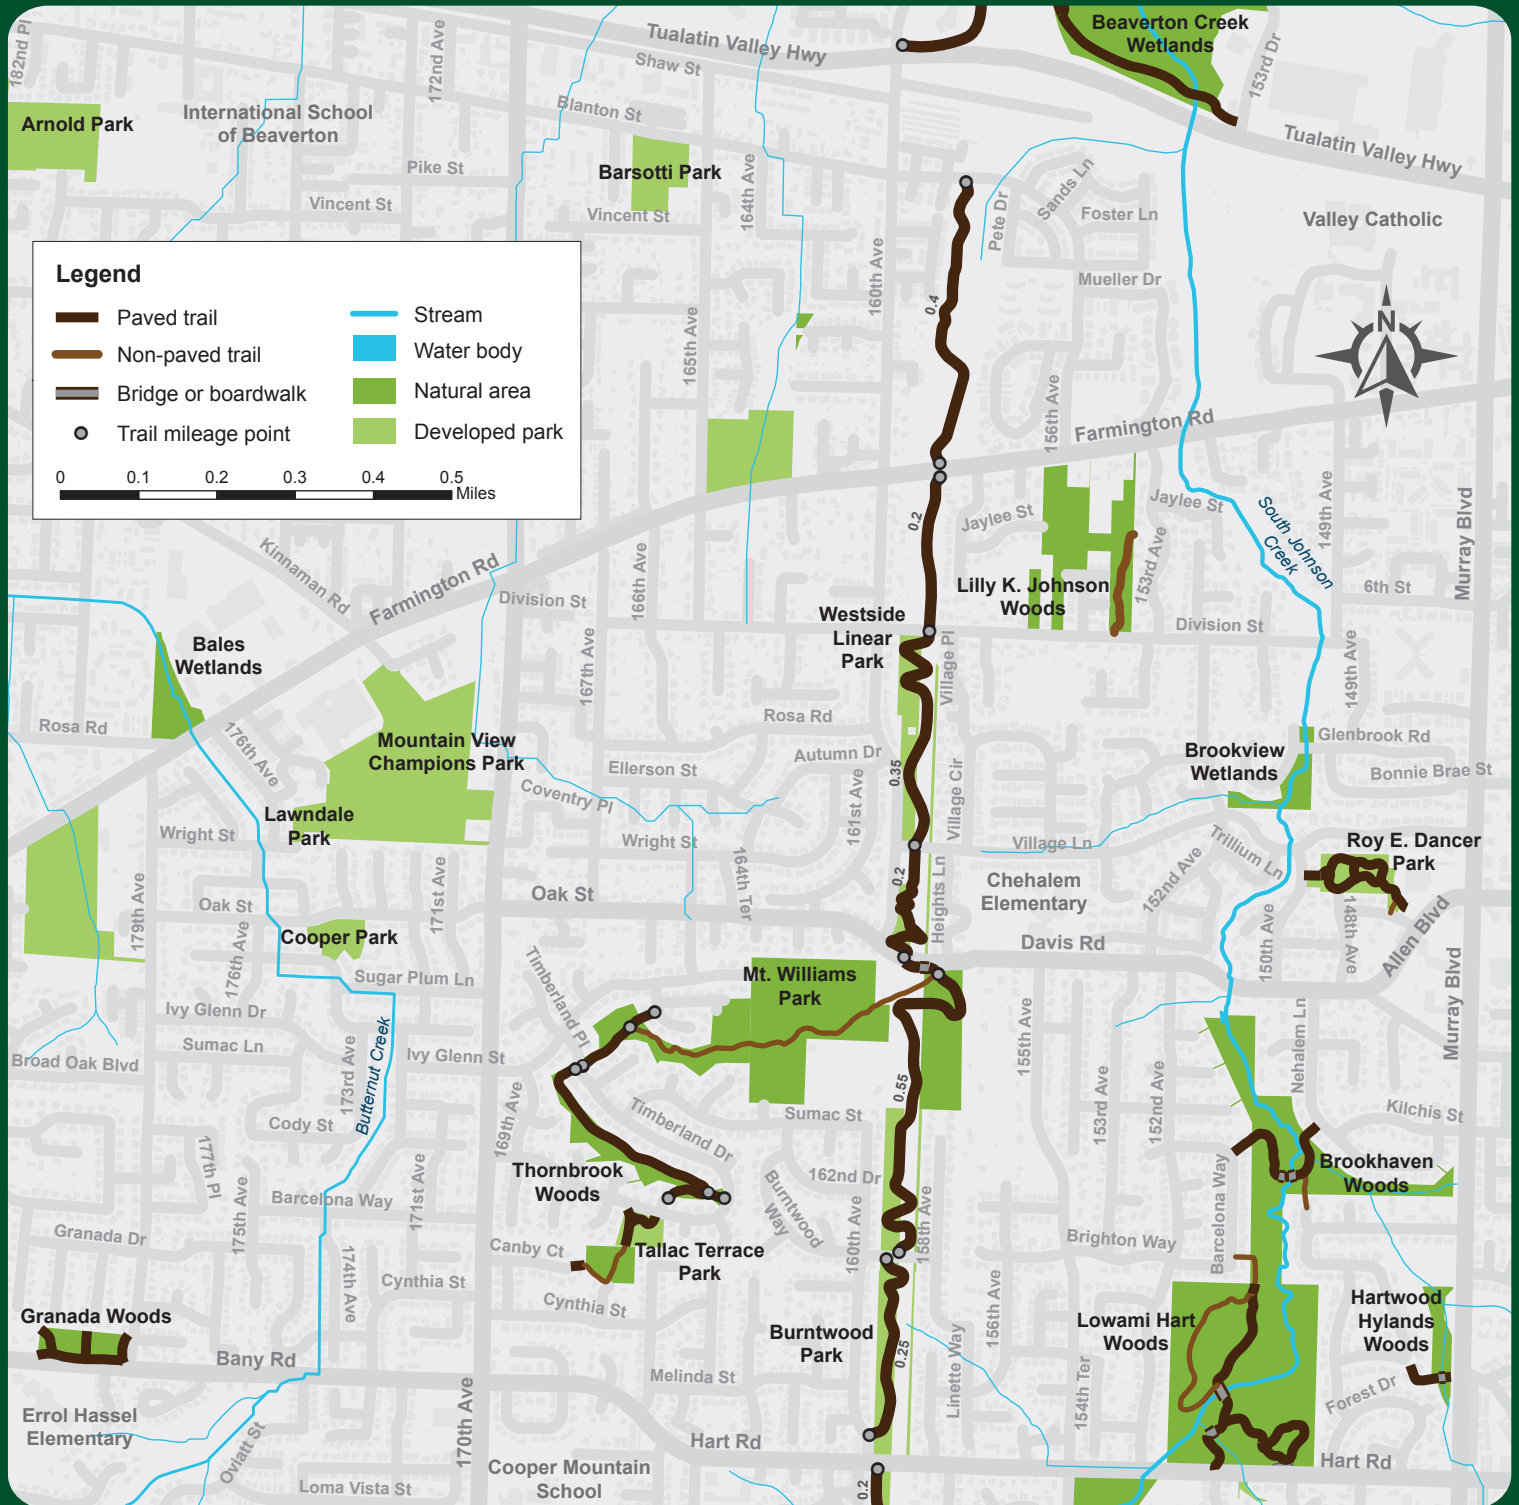 Beaverton Creek
Wetlands
Tualatin Valley Hwy
Shaw St
182nd Pl
172nd Ave
153rd Dr
International School
of Beaverton
Blanton St
Arnold Park
Tualatin Valley Hwy
Pike St
Barsotti Park
164th Ave
Sands Ln
Vincent St
Vincent St
Pete Dr
Foster Ln
Valley Catholic
160th Ave
Mueller Dr
Legend
Paved trail
Non-paved trail
Bridge or boardwalk
Trail mileage point
Stream
Water body
Natural area
Developed park
0
0.1
0.2
0.3
0.4
0.5
Miles
0.4
N
165th Ave
156th Ave
Farmington Rd
Kinnaman Rd
Farmington Rd
0.2
Jaylee St
Jaylee St
South Johnson
Creek
149th Ave
Murray Blvd
166th Ave
153rd Ave
Division St
Lilly K. Johnson
Woods
6th St
Westside
Linear
Park
Division St
Bales
Wetlands
167th Ave
Village Pl
149th Ave
Rosa Rd
176th Ave
Rosa Rd
Mountain View
Champions Park
Autumn Dr
Ellerson St
Glenbrook Rd
Brookview
Wetlands
Bonnie Brae St
Coventry Pl
0.35
Village Cir
161st Ave
Lawndale
Park
Wright St
Wright St
Village Ln
Trillium Ln
Roy E. Dancer
Park
164th Ter
0.2
Heights Ln
Chehalem
Elementary
152nd Ave
179th Ave
171st Ave
Oak St
Oak St
148th Ave
Allen Blvd
150th Ave
Cooper Park
176th Ave
Davis Rd
Timberland Pl
Sugar Plum Ln
Mt. Williams
Park
Murray Blvd
Ivy Glenn Dr
Sumac Ln
Ivy Glenn St
Broad Oak Blvd
173rd Ave
Butternut Creek
155th Ave
Nehalem Ln
0.55
169th Ave
153rd Ave
152nd Ave
Sumac St
Kilchis St
Cody St
Timberland Dr
177th Pl
Thornbrook
Woods
162nd Dr
Brookhaven
Woods
Barcelona Way
Barcelona Way
175th Ave
171st Ave
Burntwood
Way
160th Ave
158th Ave
Granada Dr
Canby Ct
Tallac Terrace
Park
Brighton Way
174th Ave
Cynthia St
Cynthia St
156th Ave
Granada Woods
Burntwood
Park
Lowami Hart
Woods
Hartwood
Hylands
Woods
Bany Rd
Melinda St
0.25
Linette Way
154th Ter
Forest Dr
Errol Hassel
Elementary
Oviatt St
170th Ave
Hart Rd
Hart Rd
Cooper Mountain
School
Loma Vista St
0.2